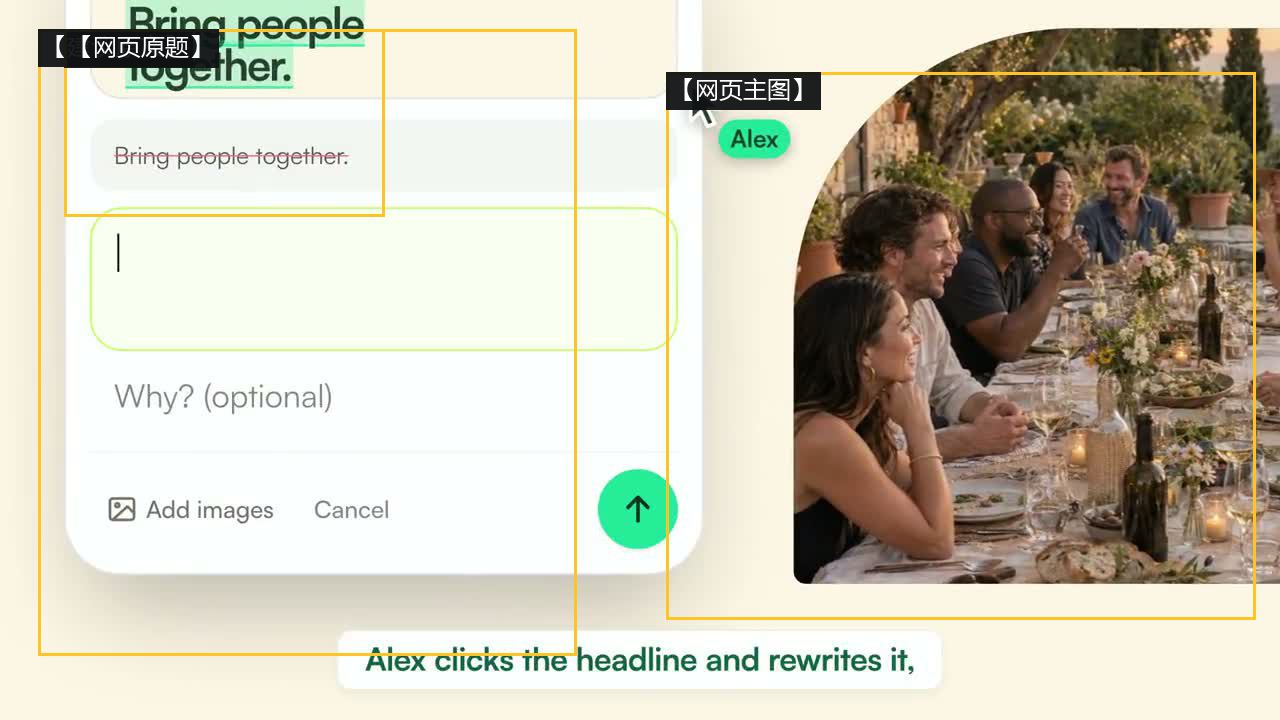 Bring people
together.
【【网页原题】
【网页主图】
Alex
Bring people together.
Why? (optional)
Add images
Cancel
Alex clicks the headline and rewrites it,